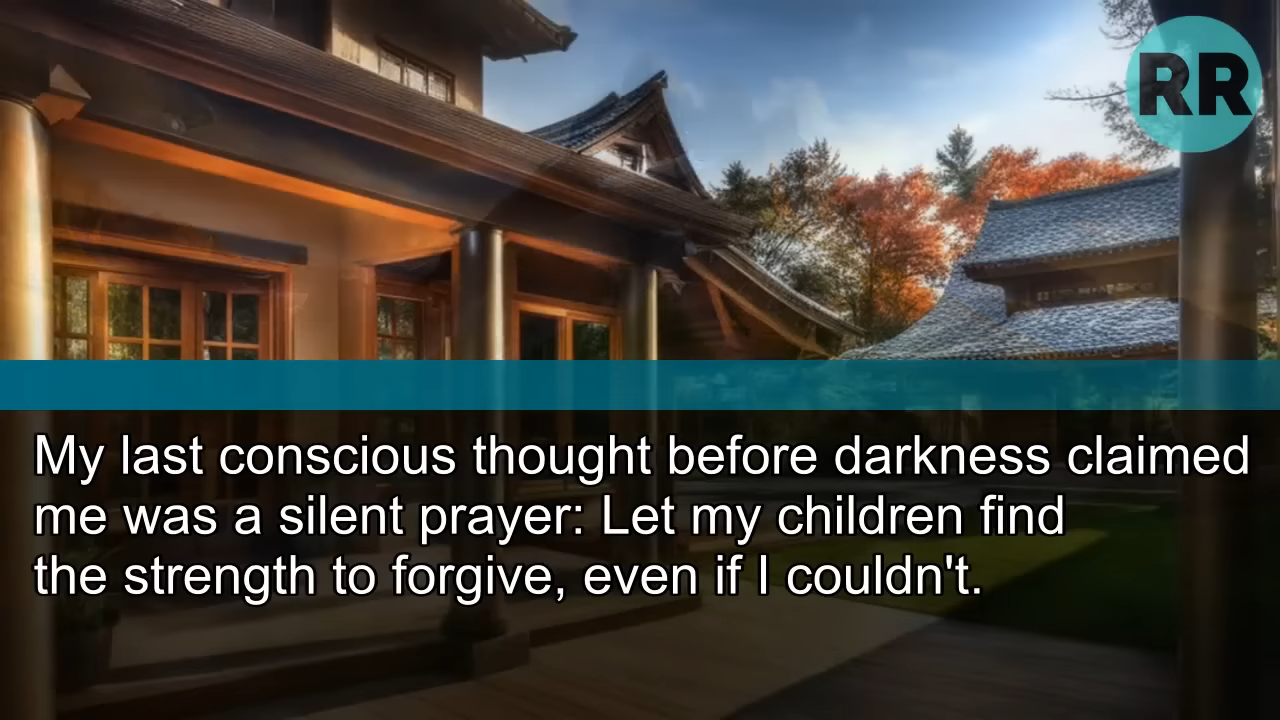 RR
My last conscious thought before darkness claimed
me was a silent prayer: Let my children find
the strength to forgive, even if I couldn't.